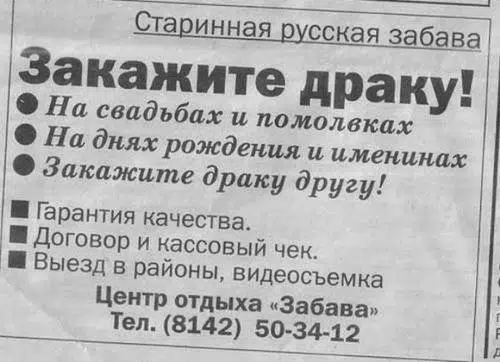 Старинная русская забава
Закажите драку!
● На свадьбах и помолвках
● На днях рождения и именинах
● Закажите драку другу!
■ Гарантия качества.
■ Договор и кассовый чек.
■ Выезд в районы, видеосъемка
Центр отдыха «Забава»
Тел. (8142) 50-34-12